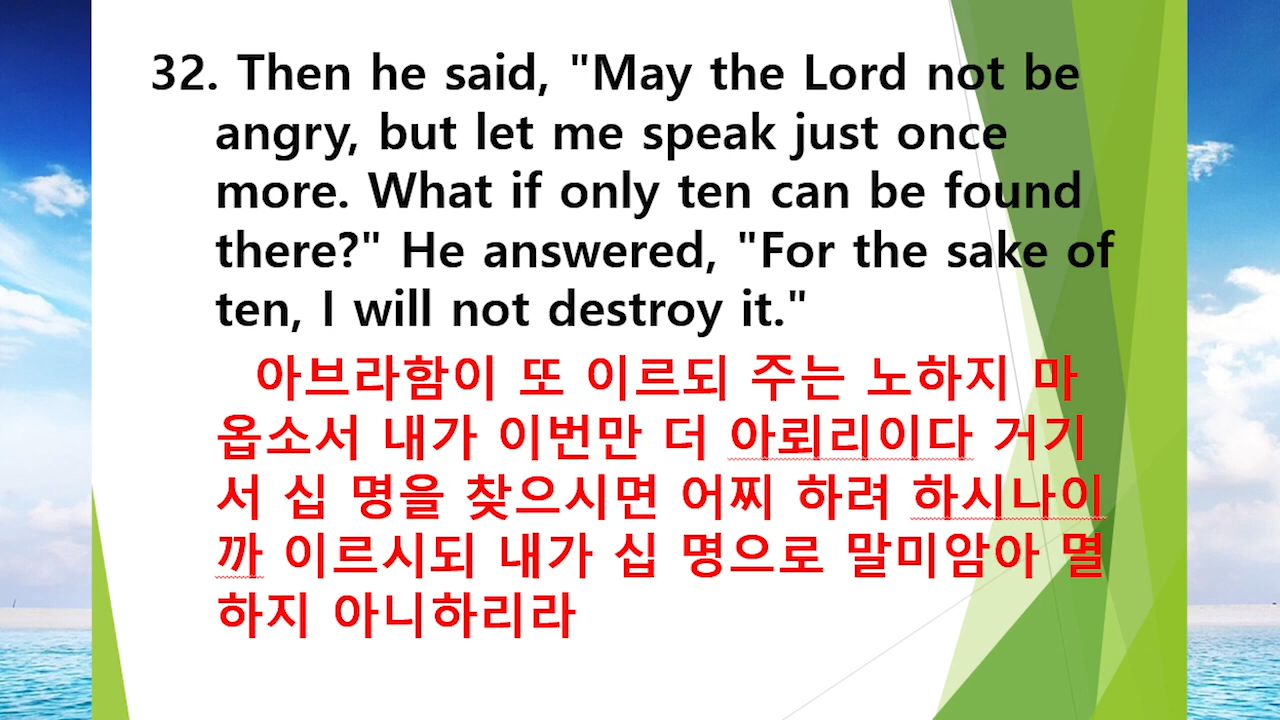 32. Then he said, "May the Lord not be
angry, but let me speak just once
more. What if only ten can be found
there?" He answered, "For the sake of
ten, I will not destroy it."
아브라함이 또 이르되 주는 노하지 마
옵소서 내가 이번만 더 아뢰리이다 거기
서 십 명을 찾으시면 어찌 하려 하시나이
까 이르시되 내가 십 명으로 말미암아 멸
하지 아니하리라